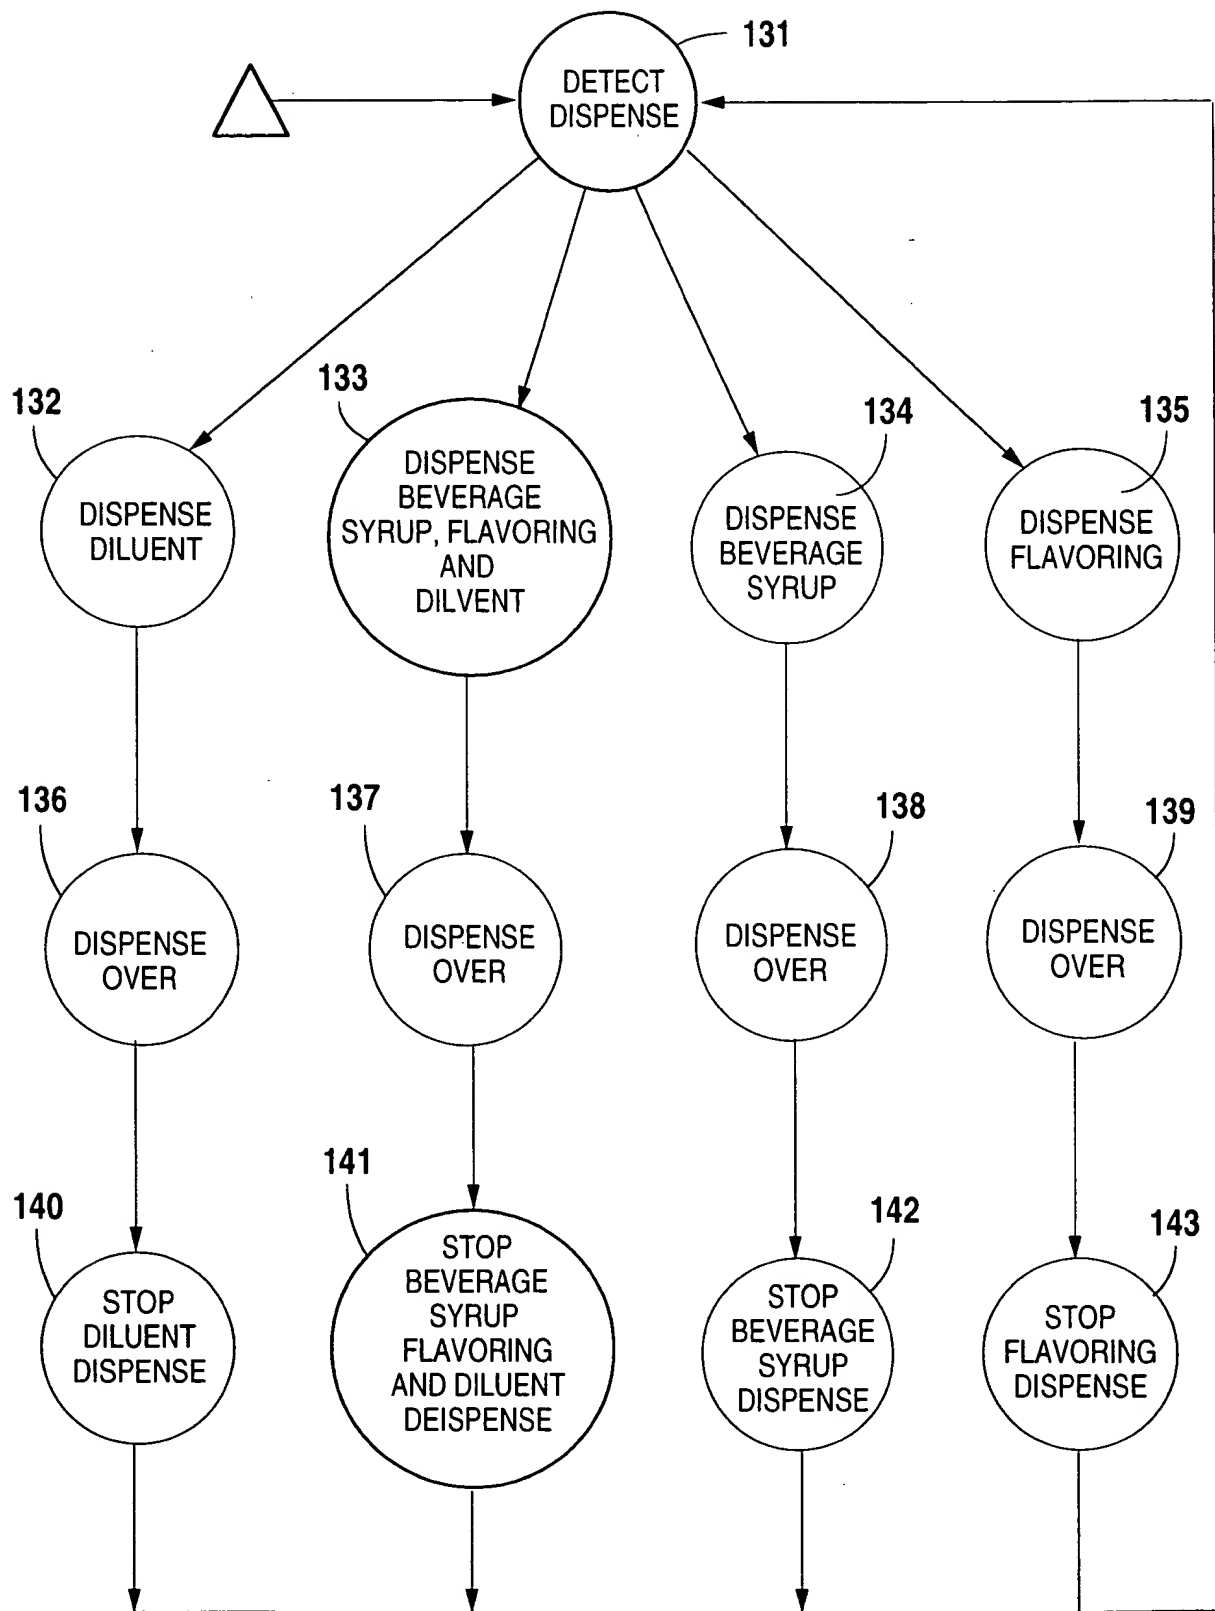 131
DETECT
DISPENSE
132
133
134
135
DISPENSE
DILUENT
DISPENSE
BEVERAGE
SYRUP, FLAVORING
AND
DILVENT
DISPENSE
BEVERAGE
SYRUP
DISPENSE
FLAVORING
136
137
138
139
DISPENSE
OVER
DISPENSE
OVER
DISPENSE
OVER
DISPENSE
OVER
140
141
142
143
STOP
DILUENT
DISPENSE
STOP
BEVERAGE
SYRUP
FLAVORING
AND DILUENT
DEISPENSE
STOP
BEVERAGE
SYRUP
DISPENSE
STOP
FLAVORING
DISPENSE